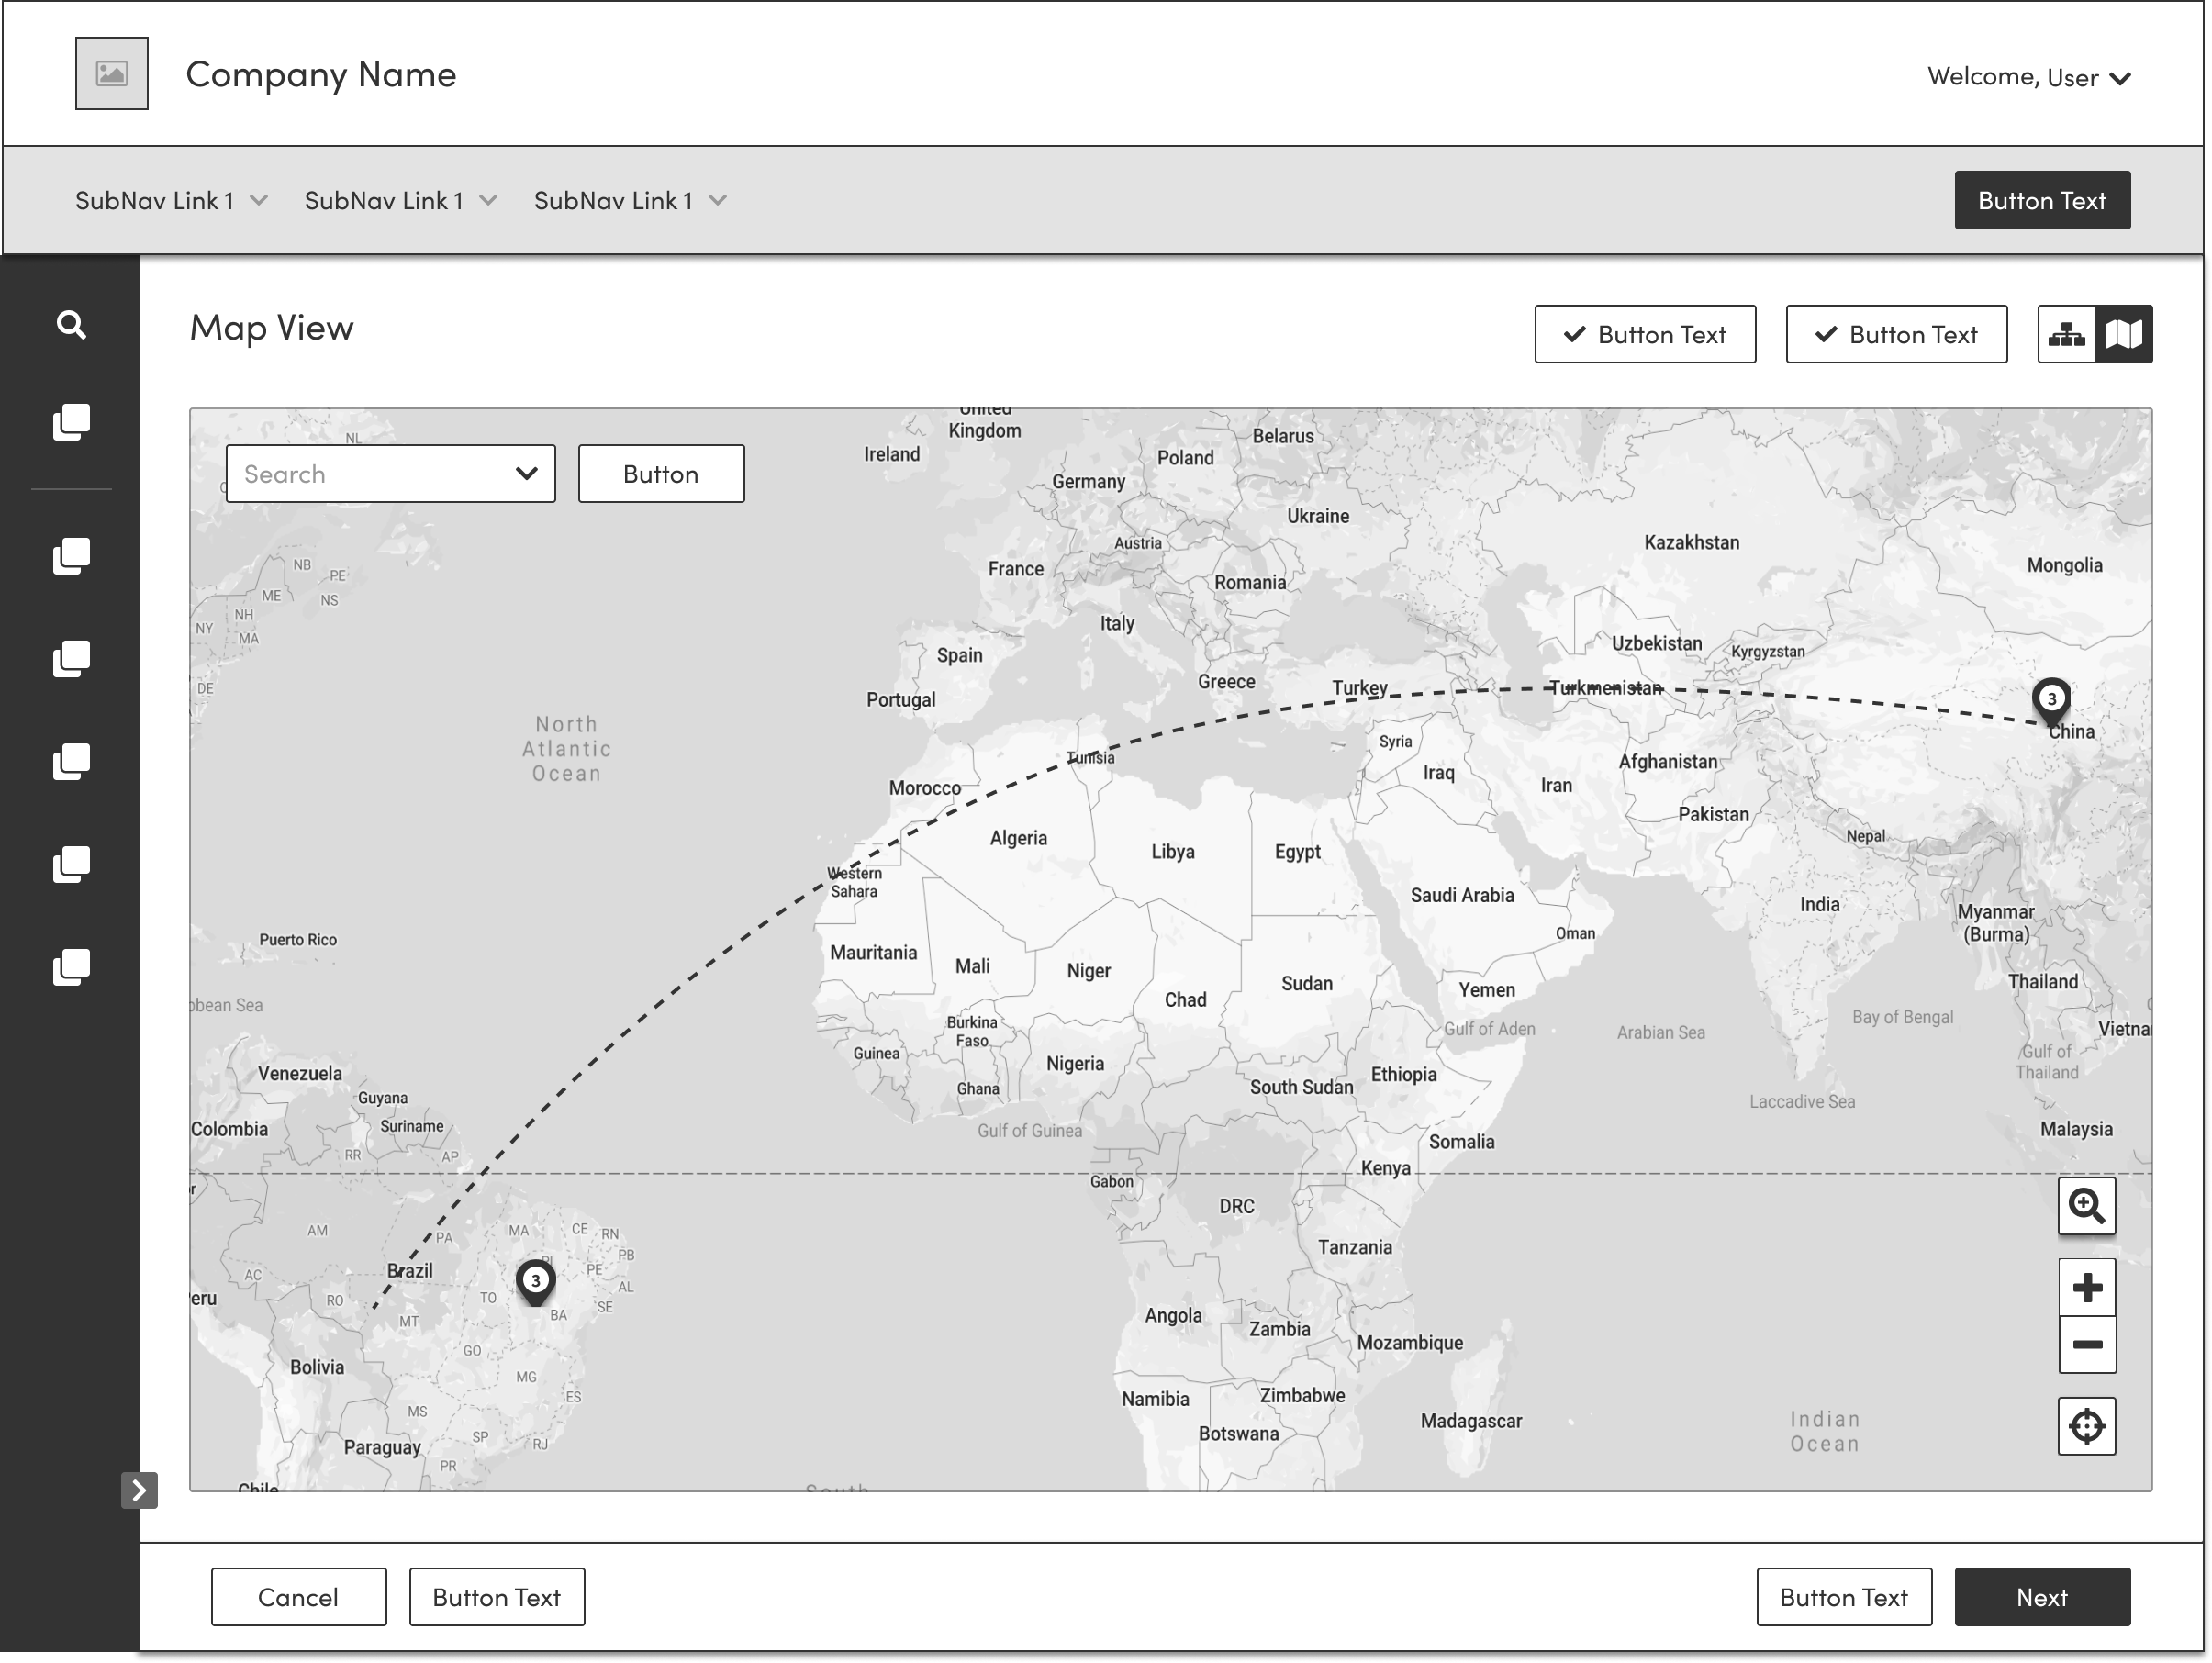 Company Name
Welcome, User
SubNav Link 1
SubNav Link 1
SubNav Link 1
Button Text
Map View
Button Text
Button Text
Search
Button
NL
United
Kingdom
Ireland
Belarus
Poland
Germany
Ukraine
Austria
Kazakhstan
Mongolia
France
Romania
NB
PE
ME
NS
NH
NY
MA
DE
Italy
Uzbekistan
Kyrgyzstan
Spain
Greece
Turkey
Turkmenistan
Portugal
3
China
North
Atlantic
Ocean
Tunisia
Syria
Iraq
Afghanistan
Iran
Morocco
Pakistan
Algeria
Libya
Egypt
Nepal
Western
Sahara
Saudi Arabia
India
Myanmar
(Burma)
Oman
Puerto Rico
Mauritania
Mali
Niger
Chad
Sudan
Yemen
Thailand
bbean Sea
Burkina
Faso
Gulf of Aden
Arabian Sea
Bay of Bengal
Vietna
Guinea
Nigeria
Ghana
South Sudan
Ethiopia
Gulf of
Thailand
Venezuela
Guyana
Suriname
Colombia
Laccadive Sea
Malaysia
Gulf of Guinea
Somalia
RR
AP
Kenya
Gabon
DRC
AM
PA
MA
CE
RN
PB
PI
PE
AL
SE
Tanzania
AC
Brazil
3
RO
TO
BA
eru
MT
Angola
Zambia
Mozambique
GO
Bolivia
MG
ES
Namibia
Zimbabwe
MS
Botswana
Madagascar
Indian
Ocean
SP
RJ
Paraguay
PR
Chile
South
Cancel
Button Text
Button Text
Next